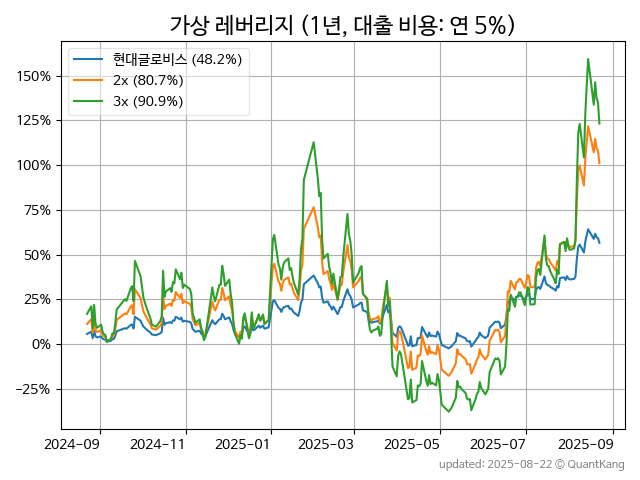 가상 레버리지 (1년, 대출 비용: 연 5%)
현대글로비스 (48.2%)
2x (80.7%)
3x (90.9%)
150%
125%
100%
75%
50%
25%
0%
−25%
2024-09 2024-11 2025-01 2025-03 2025-05 2025-07 2025-09
updated: 2025-08-22 © QuantKang